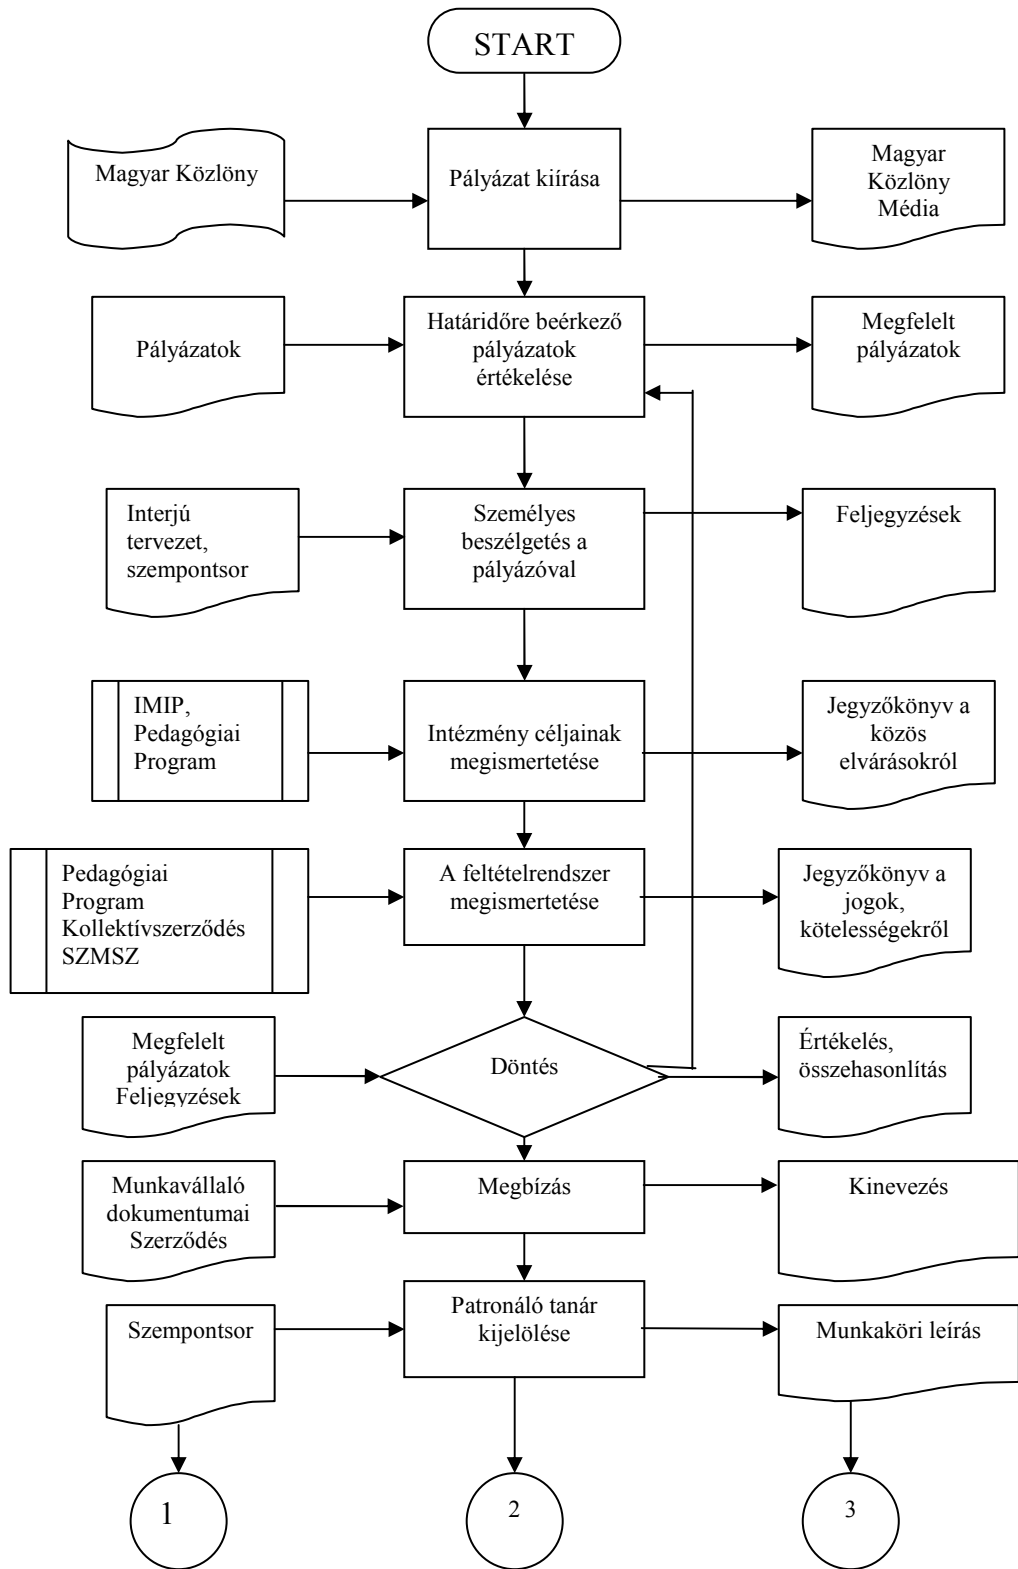 START
Magyar Közlöny
Pályázat kiírása
Magyar
Közlöny
Média
Pályázatok
Határidőre beérkező
pályázatok
értékelése
Megfelelt
pályázatok
Interjú
tervezet,
szempontsor
Személyes
beszélgetés a
pályázóval
Feljegyzések
IMIP,
Pedagógiai
Program
Intézmény céljainak
megismertetése
Jegyzőkönyv a
közös
elvárásokról
Pedagógiai
Program
Kollektívszerződés
SZMSZ
A feltételrendszer
megismertetése
Jegyzőkönyv a
jogok,
kötelességekről
Megfelelt
pályázatok
Feljegyzések
Döntés
Értékelés,
összehasonlítás
Munkavállaló
dokumentumai
Szerződés
Megbízás
Kinevezés
Szempontsor
Patronáló tanár
kijelölése
Munkaköri leírás
1
2
3